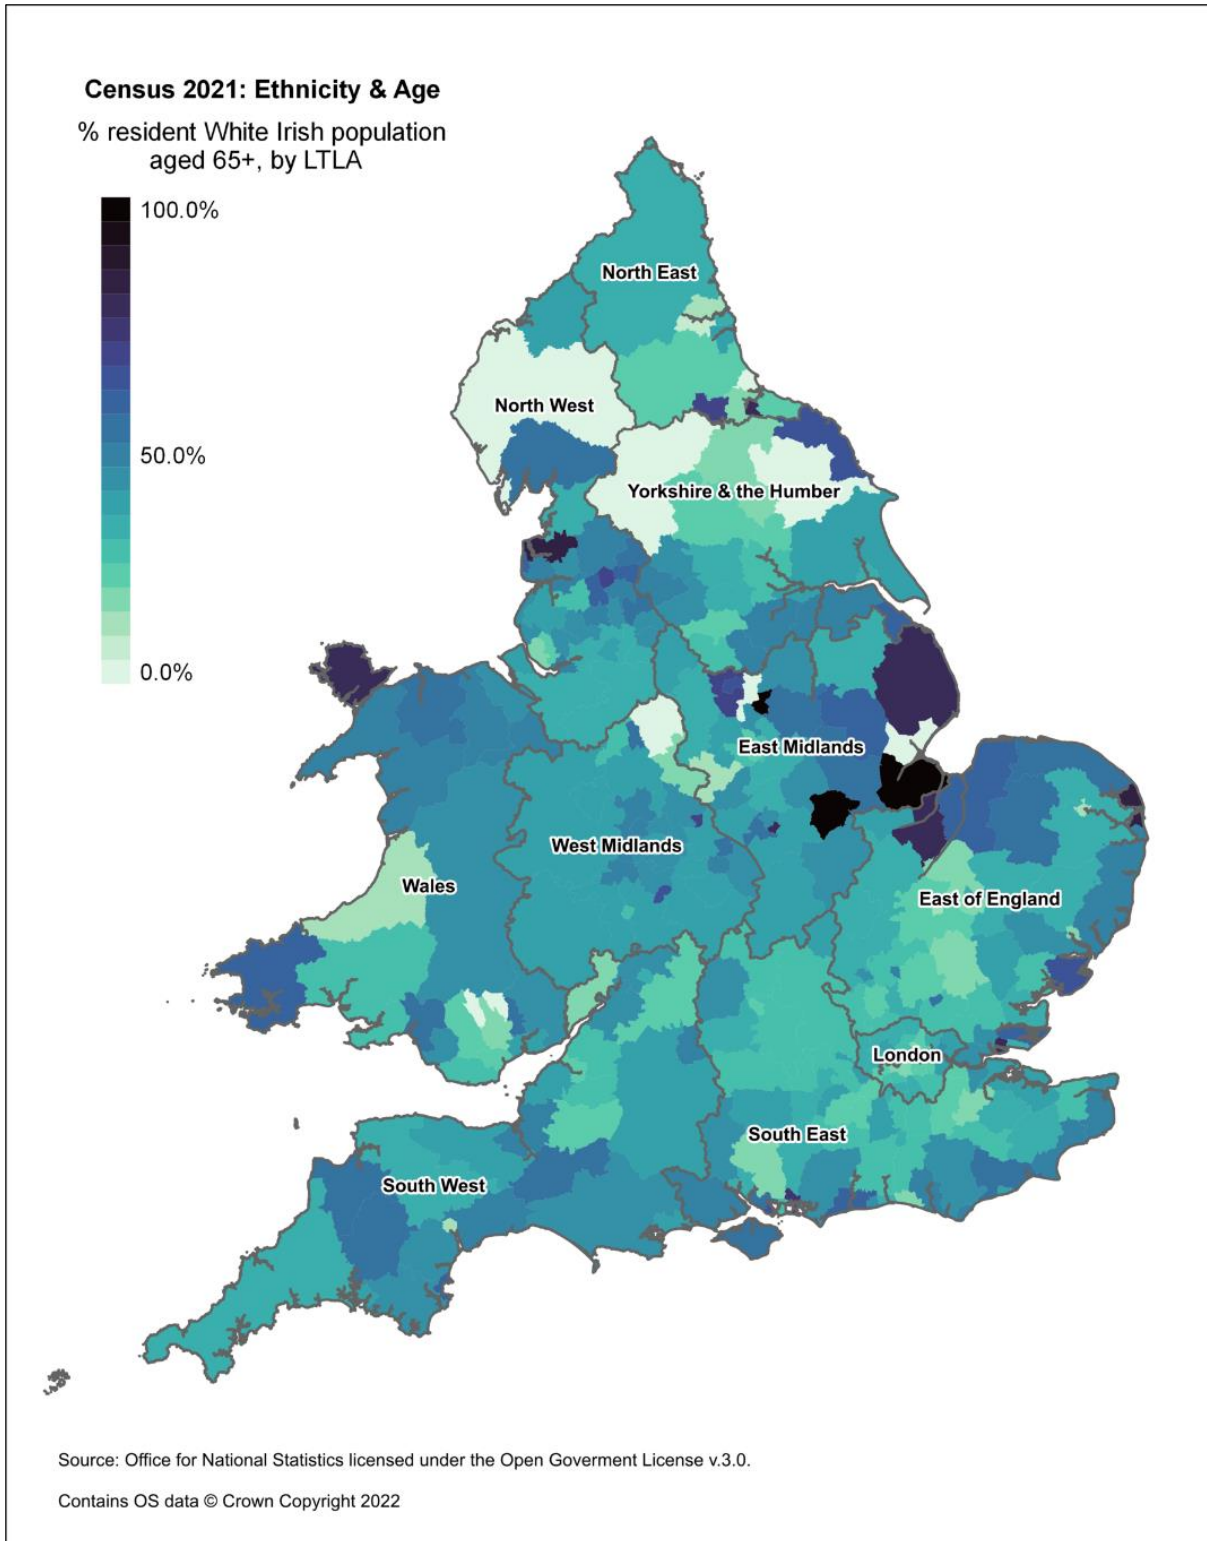 Census 2021: Ethnicity & Age
% resident White Irish population
aged 65+, by LTLA
100.0%
50.0%
0.0%
North East
North West
Yorkshire & the Humber
East Midlands
West Midlands
Wales
East of England
London
South East
South West
Source: Office for National Statistics licensed under the Open Goverment License v.3.0.
Contains OS data © Crown Copyright 2022